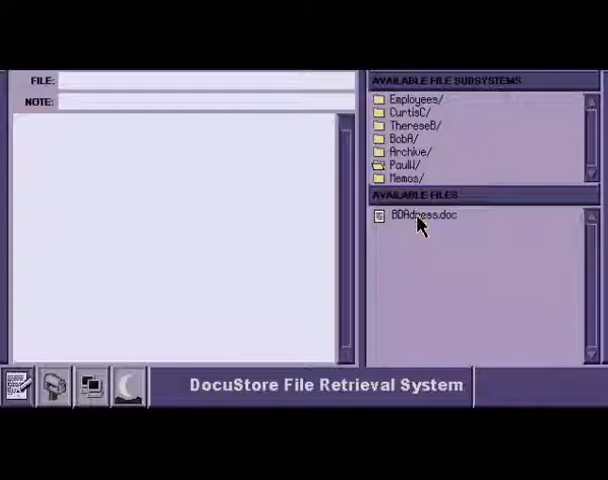 FILE:
NOTE:
AVAILABLE FILE SUBSYSTEMS
Employees/
CurtisC/
ThereseB/
BobA/
Archive/
PaulW/
Memos/
AVAILABLE FILES
BDAdress.doc
DocuStore File Retrieval System